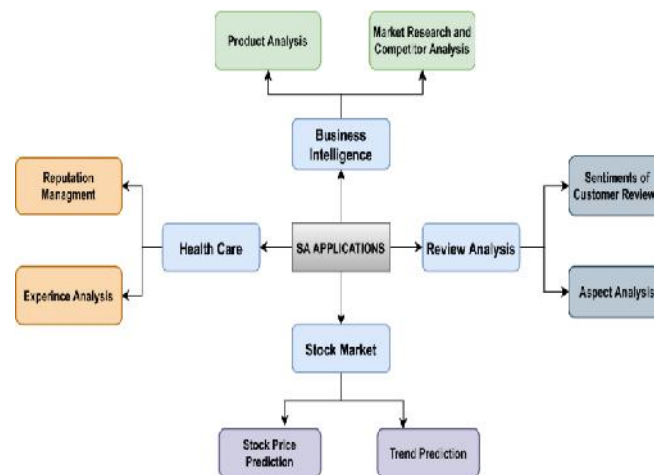 Product Analysis
Market Research and
Competitor Analysis
Business
Intelligence
Reputation
Managment
Sentiments of
Customer Review
Health Care
SA APPLICATIONS
Review Analysis
Experince Analysis
Aspect Analysis
Stock Market
Stock Price
Prediction
Trend Prediction